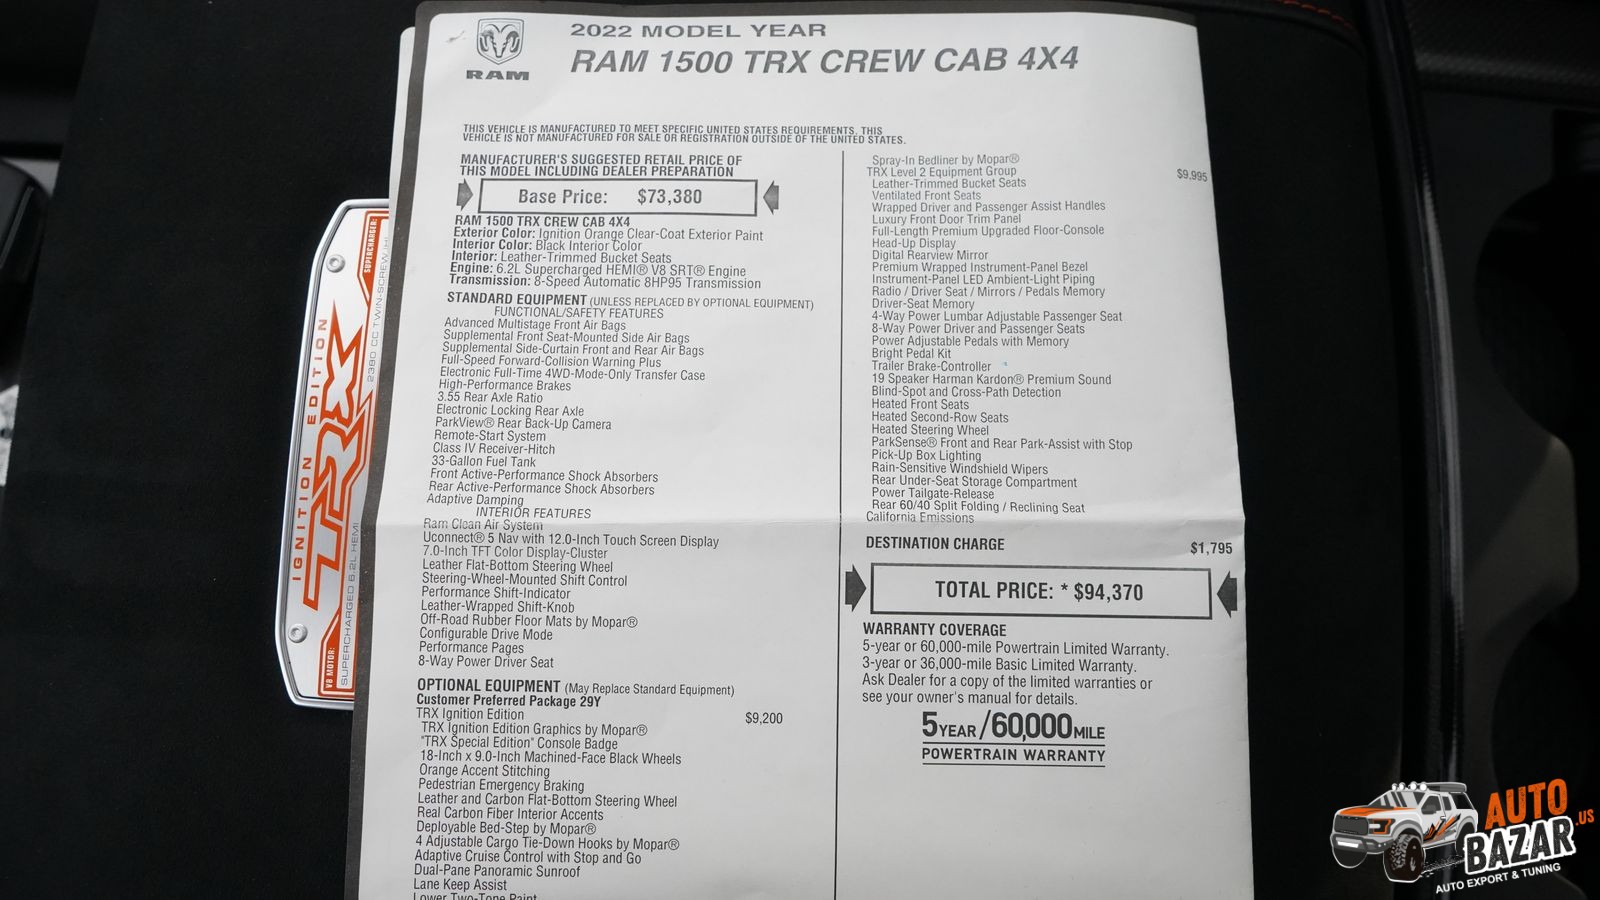 RAM
2022 MODEL YEAR
RAM 1500 TRX CREW CAB 4X4
THIS VEHICLE IS MANUFACTURED TO MEET SPECIFIC UNITED STATES REQUIREMENTS. THIS
VEHICLE IS NOT MANUFACTURED FOR SALE OR REGISTRATION OUTSIDE OF THE UNITED STATES.
MANUFACTURER'S SUGGESTED RETAIL PRICE OF
THIS MODEL INCLUDING DEALER PREPARATION
Base Price: $73,380
RAM 1500 TRX CREW CAB 4X4
Exterior Color: Ignition Orange Clear-Coat Exterior Paint
Interior Color: Black Interior Color
Interior: Leather-Trimmed Bucket Seats
Engine: 6.2L Supercharged HEMI® V8 SRT® Engine
Transmission: 8-Speed Automatic 8HP95 Transmission
STANDARD EQUIPMENT (UNLESS REPLACED BY OPTIONAL EQUIPMENT)
FUNCTIONAL/SAFETY FEATURES
Advanced Multistage Front Air Bags
Supplemental Front Seat-Mounted Side Air Bags
Supplemental Side-Curtain Front and Rear Air Bags
Full-Speed Forward-Collision Warning Plus
Electronic Full-Time 4WD-Mode-Only Transfer Case
High-Performance Brakes
3.55 Rear Axle Ratio
Electronic Locking Rear Axle
ParkView® Rear Back-Up Camera
Remote-Start System
Class IV Receiver-Hitch
33-Gallon Fuel Tank
Front Active-Performance Shock Absorbers
Rear Active-Performance Shock Absorbers
Adaptive Damping
INTERIOR FEATURES
Ram Clean Air System
Uconnect® 5 Nav with 12.0-Inch Touch Screen Display
7.0-Inch TFT Color Display-Cluster
Leather Flat-Bottom Steering Wheel
Steering-Wheel-Mounted Shift Control
Performance Shift-Indicator
Leather-Wrapped Shift-Knob
Off-Road Rubber Floor Mats by Mopar®
Configurable Drive Mode
Performance Pages
8-Way Power Driver Seat
OPTIONAL EQUIPMENT (May Replace Standard Equipment)
Customer Preferred Package 29Y
TRX Ignition Edition $9,200
TRX Ignition Edition Graphics by Mopar®
"TRX Special Edition" Console Badge
18-Inch x 9.0-Inch Machined-Face Black Wheels
Orange Accent Stitching
Pedestrian Emergency Braking
Leather and Carbon Flat-Bottom Steering Wheel
Real Carbon Fiber Interior Accents
Deployable Bed-Step by Mopar®
4 Adjustable Cargo Tie-Down Hooks by Mopar®
Adaptive Cruise Control with Stop and Go
Dual-Pane Panoramic Sunroof
Lane Keep Assist
Lower Two-Tone Paint
Spray-In Bedliner by Mopar®
TRX Level 2 Equipment Group $9,995
Leather-Trimmed Bucket Seats
Ventilated Front Seats
Wrapped Driver and Passenger Assist Handles
Luxury Front Door Trim Panel
Full-Length Premium Upgraded Floor-Console
Head-Up Display
Digital Rearview Mirror
Premium Wrapped Instrument-Panel Bezel
Instrument-Panel LED Ambient-Light Piping
Radio / Driver Seat / Mirrors / Pedals Memory
Driver-Seat Memory
4-Way Power Lumbar Adjustable Passenger Seat
8-Way Power Driver and Passenger Seats
Power Adjustable Pedals with Memory
Bright Pedal Kit
Trailer Brake-Controller
19 Speaker Harman Kardon® Premium Sound
Blind-Spot and Cross-Path Detection
Heated Front Seats
Heated Second-Row Seats
Heated Steering Wheel
ParkSense® Front and Rear Park-Assist with Stop
Pick-Up Box Lighting
Rain-Sensitive Windshield Wipers
Rear Under-Seat Storage Compartment
Power Tailgate-Release
Rear 60/40 Split Folding / Reclining Seat
California Emissions
DESTINATION CHARGE $1,795
TOTAL PRICE: * $94,370
WARRANTY COVERAGE
5-year or 60,000-mile Powertrain Limited Warranty.
3-year or 36,000-mile Basic Limited Warranty.
Ask Dealer for a copy of the limited warranties or
see your owner's manual for details.
5YEAR/60,000MILE
POWERTRAIN WARRANTY
IGNITION EDITION
TRX
V8 MOTOR:
SUPERCHARGED 6.2L HEMI
SUPERCHARGER:
2380 CC TWIN-SCREW
AUTO
BAZAR.US
AUTO EXPORT & TUNING